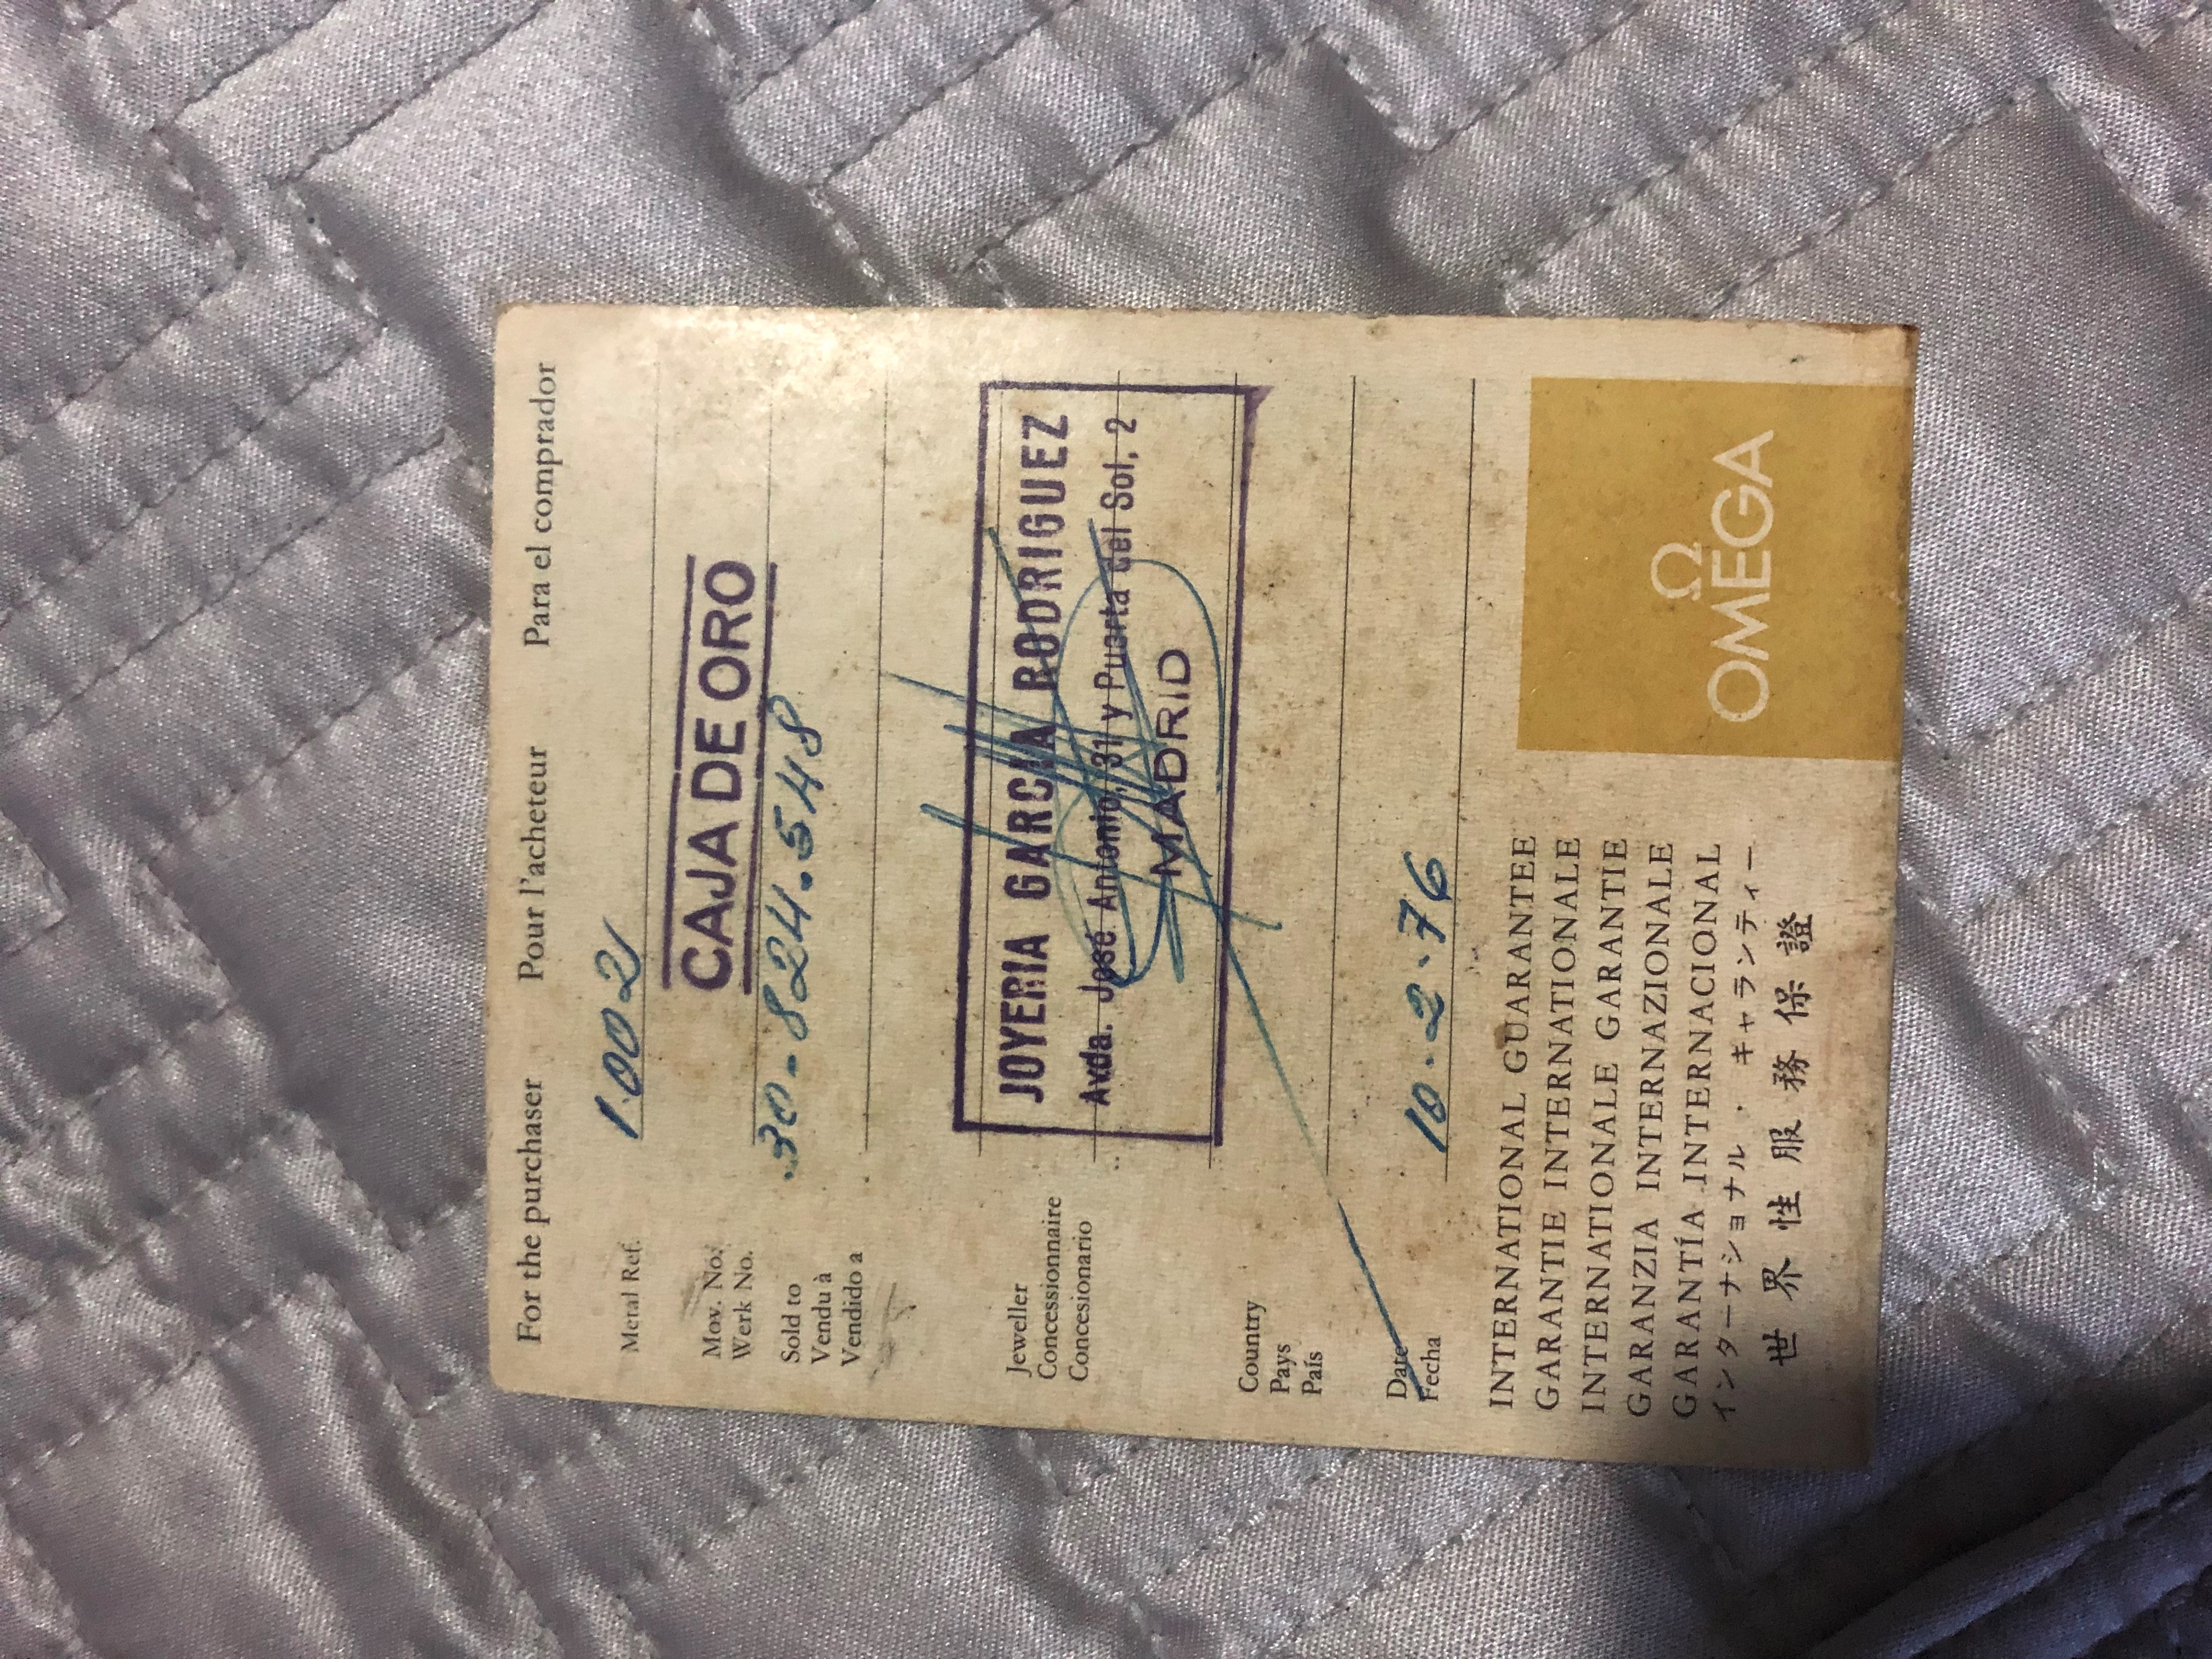 For the purchaser Pour l'acheteur Para el comprador
Metal Ref. 1.002
CAJA DE ORO
Mov. No.
Werk No.
30-824.548
Sold to
Vendu à
Vendido a
Jeweller
Concessionnaire
Concesionario
JOYERIA GARCIA RODRIGUEZ
Avda. José Antonio, 31 y Puerta del Sol, 2
MADRID
Country
Pays
País
Date
Fecha
10.2.76
INTERNATIONAL GUARANTEE
GARANTIE INTERNATIONALE
INTERNATIONALE GARANTIE
GARANZIA INTERNAZIONALE
GARANTÍA INTERNACIONAL
インターナショナル・ギャランティー
世界性服務保證
Ω
OMEGA